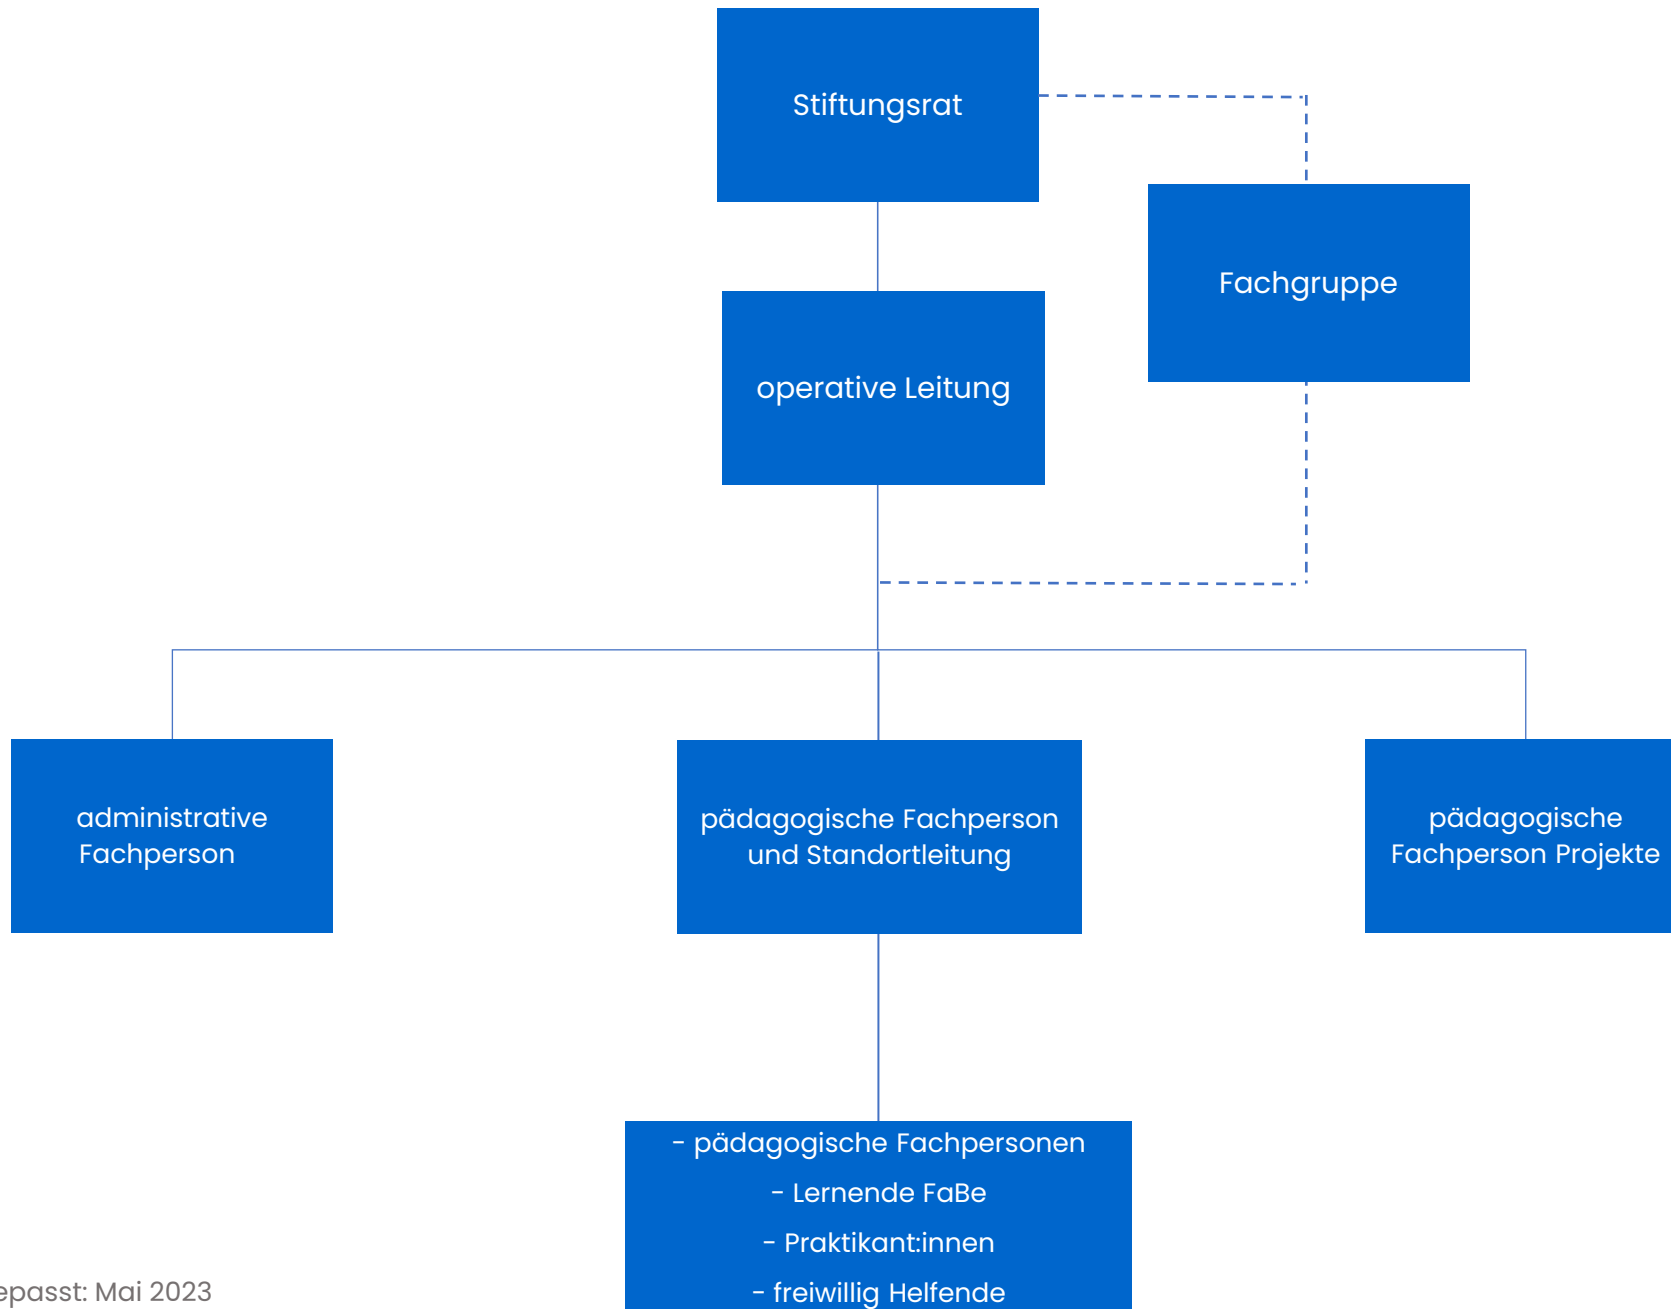 Stiftungsrat
Fachgruppe
operative Leitung
administrative
Fachperson
pädagogische Fachperson
und Standortleitung
pädagogische
Fachperson Projekte
- pädagogische Fachpersonen
- Lernende FaBe
- Praktikant:innen
- freiwillig Helfende
epasst: Mai 2023